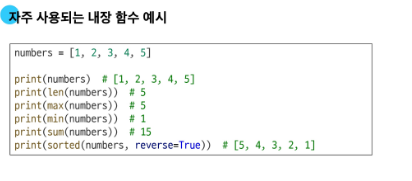 자주 사용되는 내장 함수 예시
numbers = [1, 2, 3, 4, 5]
print(numbers)  # [1, 2, 3, 4, 5]
print(len(numbers))  # 5
print(max(numbers))  # 5
print(min(numbers))  # 1
print(sum(numbers))  # 15
print(sorted(numbers, reverse=True))  # [5, 4, 3, 2, 1]